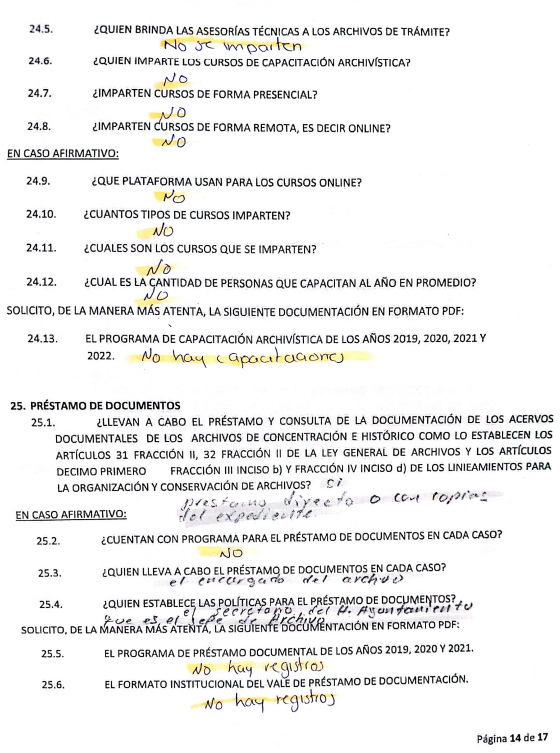 24.5. ¿QUIEN BRINDA LAS ASESORÍAS TÉCNICAS A LOS ARCHIVOS DE TRÁMITE?
No se imparten
24.6. ¿QUIEN IMPARTE LOS CURSOS DE CAPACITACIÓN ARCHIVÍSTICA?
NO
24.7. ¿IMPARTEN CURSOS DE FORMA PRESENCIAL?
NO
24.8. ¿IMPARTEN CURSOS DE FORMA REMOTA, ES DECIR ONLINE?
NO
EN CASO AFIRMATIVO:
24.9. ¿QUE PLATAFORMA USAN PARA LOS CURSOS ONLINE?
NO
24.10. ¿CUANTOS TIPOS DE CURSOS IMPARTEN?
NO
24.11. ¿CUALES SON LOS CURSOS QUE SE IMPARTEN?
NO
24.12. ¿CUAL ES LA CANTIDAD DE PERSONAS QUE CAPACITAN AL AÑO EN PROMEDIO?
NO
SOLICITO, DE LA MANERA MÁS ATENTA, LA SIGUIENTE DOCUMENTACIÓN EN FORMATO PDF:
24.13. EL PROGRAMA DE CAPACITACIÓN ARCHIVÍSTICA DE LOS AÑOS 2019, 2020, 2021 Y
2022. No hay capacitaciones
25. PRÉSTAMO DE DOCUMENTOS
25.1. ¿LLEVAN A CABO EL PRÉSTAMO Y CONSULTA DE LA DOCUMENTACIÓN DE LOS ACERVOS
DOCUMENTALES DE LOS ARCHIVOS DE CONCENTRACIÓN E HISTÓRICO COMO LO ESTABLECEN LOS
ARTÍCULOS 31 FRACCIÓN II, 32 FRACCIÓN II DE LA LEY GENERAL DE ARCHIVOS Y LOS ARTÍCULOS
DECIMO PRIMERO FRACCIÓN III INCISO b) Y FRACCIÓN IV INCISO d) DE LOS LINEAMIENTOS PARA
LA ORGANIZACIÓN Y CONSERVACIÓN DE ARCHIVOS? si
prestamo directo o con copias
EN CASO AFIRMATIVO: del expediente.
25.2. ¿CUENTAN CON PROGRAMA PARA EL PRÉSTAMO DE DOCUMENTOS EN CADA CASO?
NO
25.3. ¿QUIEN LLEVA A CABO EL PRÉSTAMO DE DOCUMENTOS EN CADA CASO?
el encargado del archivo
25.4. ¿QUIEN ESTABLECE LAS POLÍTICAS PARA EL PRÉSTAMO DE DOCUMENTOS?
el secretario del H. Ayuntamiento
que es el Jefe de Archivo
SOLICITO, DE LA MANERA MÁS ATENTA, LA SIGUIENTE DOCUMENTACIÓN EN FORMATO PDF:
25.5. EL PROGRAMA DE PRÉSTAMO DOCUMENTAL DE LOS AÑOS 2019, 2020 Y 2021.
No hay registros
25.6. EL FORMATO INSTITUCIONAL DEL VALE DE PRÉSTAMO DE DOCUMENTACIÓN.
No hay registros
Página 14 de 17